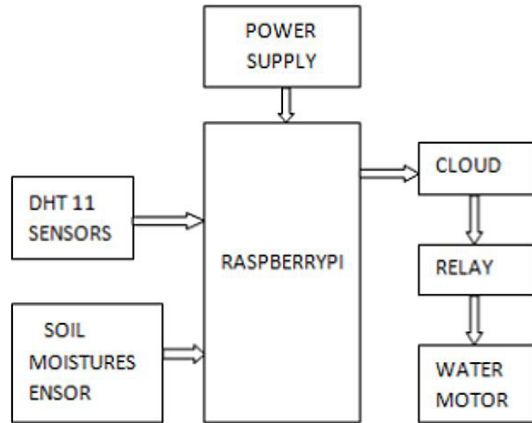 POWER
SUPPLY
DHT 11
SENSORS
SOIL
MOISTURES
ENSOR
RASPBERRYPI
CLOUD
RELAY
WATER
MOTOR